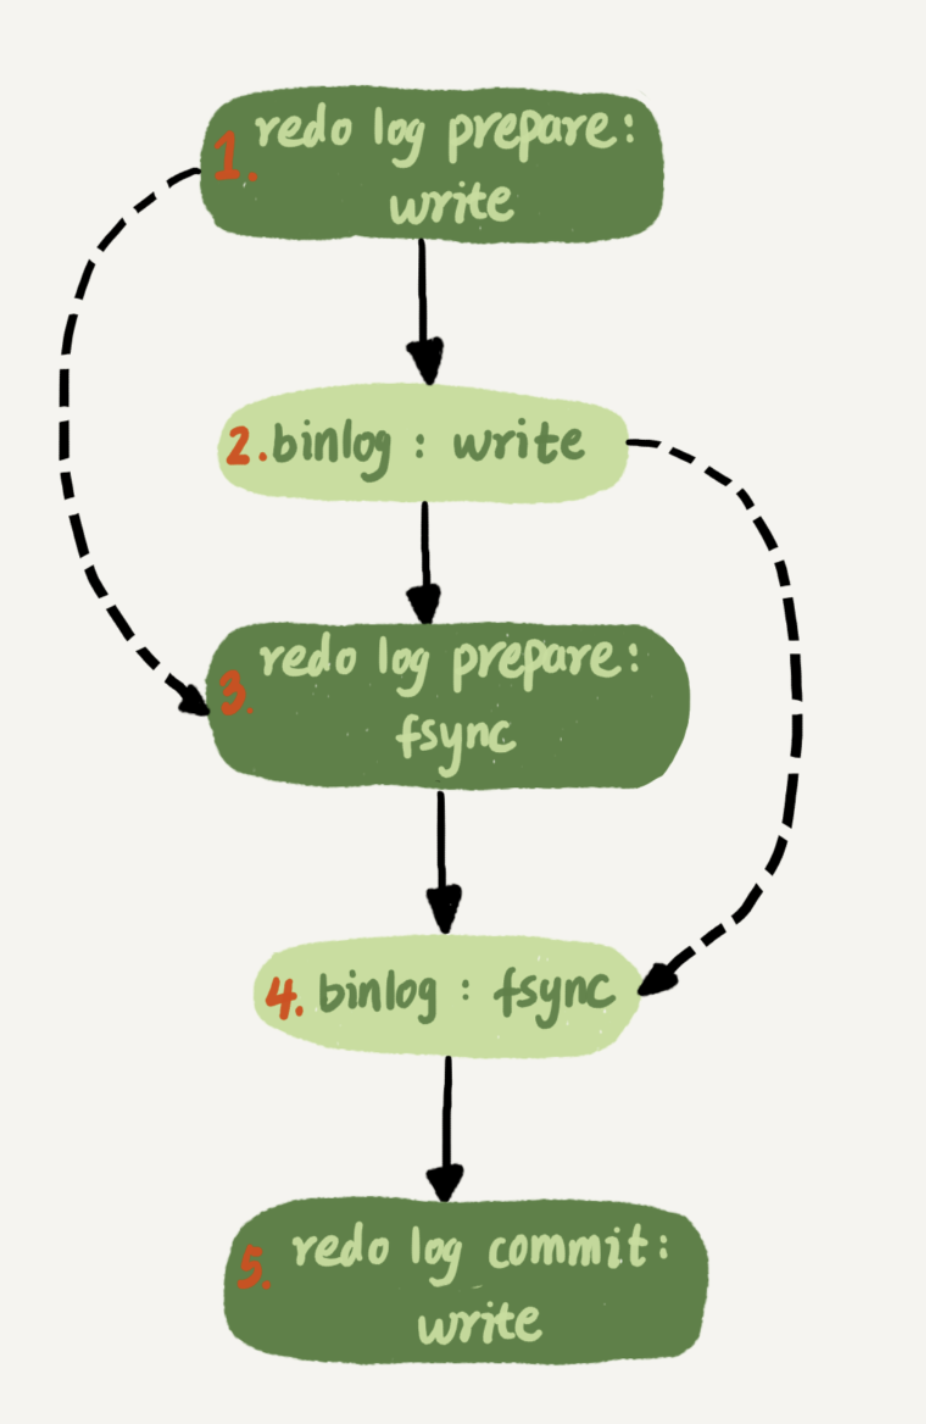 1. redo log prepare:
write
2. binlog : write
3. redo log prepare:
fsync
4. binlog : fsync
5. redo log commit:
write